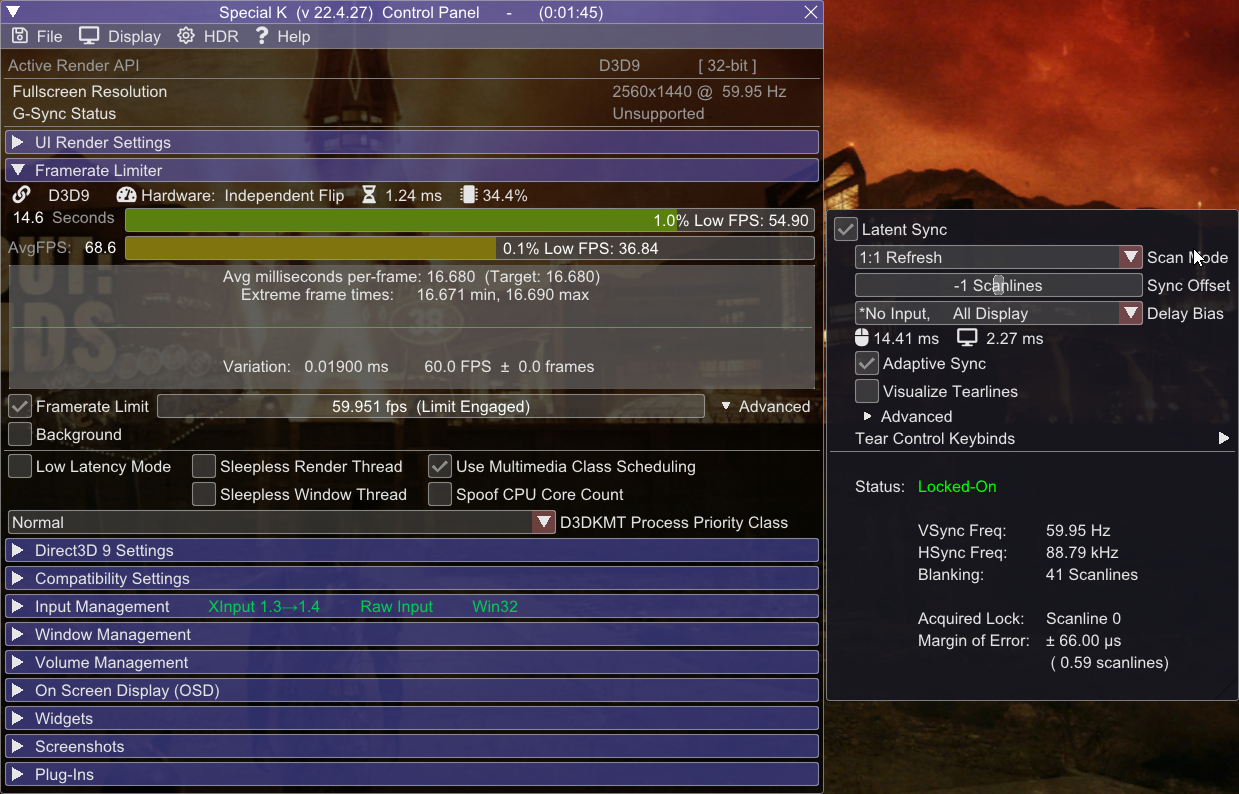 Special K (v 22.4.27) Control Panel - (0:01:45)
File Display HDR ? Help
Active Render API D3D9 [ 32-bit ]
Fullscreen Resolution 2560x1440 @ 59.95 Hz
G-Sync Status Unsupported
UI Render Settings
Framerate Limiter
D3D9 Hardware: Independent Flip 1.24 ms 34.4%
14.6 Seconds 1.0% Low FPS: 54.90
AvgFPS: 68.6 0.1% Low FPS: 36.84
Avg milliseconds per-frame: 16.680 (Target: 16.680)
Extreme frame times: 16.671 min, 16.690 max
38
Variation: 0.01900 ms 60.0 FPS ± 0.0 frames
Framerate Limit 59.951 fps (Limit Engaged) Advanced
Background
Low Latency Mode Sleepless Render Thread Use Multimedia Class Scheduling
Sleepless Window Thread Spoof CPU Core Count
Normal D3DKMT Process Priority Class
Direct3D 9 Settings
Compatibility Settings
Input Management XInput 1.3→1.4 Raw Input Win32
Window Management
Volume Management
On Screen Display (OSD)
Widgets
Screenshots
Plug-Ins
Latent Sync
1:1 Refresh Scan Mode
-1 Scanlines Sync Offset
*No Input, All Display Delay Bias
14.41 ms 2.27 ms
Adaptive Sync
Visualize Tearlines
Advanced
Tear Control Keybinds
Status: Locked-On
VSync Freq: 59.95 Hz
HSync Freq: 88.79 kHz
Blanking: 41 Scanlines
Acquired Lock: Scanline 0
Margin of Error: ± 66.00 µs
( 0.59 scanlines)